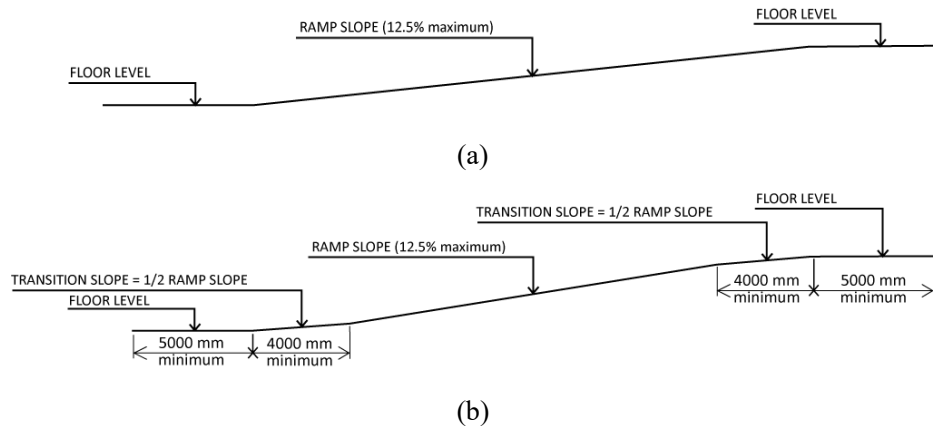 FLOOR LEVEL
RAMP SLOPE (12.5% maximum)
FLOOR LEVEL
(a)
FLOOR LEVEL
TRANSITION SLOPE = 1/2 RAMP SLOPE
RAMP SLOPE (12.5% maximum)
TRANSITION SLOPE = 1/2 RAMP SLOPE
FLOOR LEVEL
4000 mm
minimum
5000 mm
minimum
5000 mm
minimum
4000 mm
minimum
(b)